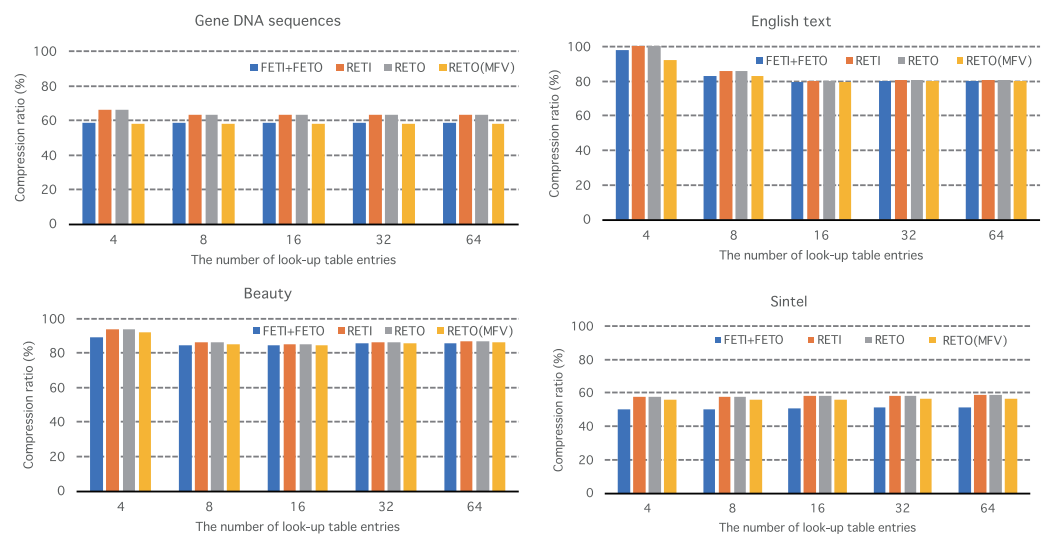 Gene DNA sequences
Compression ratio (%)
100
80
60
40
20
0
FETI+FETO RETI RETO RETO(MFV)
4 8 16 32 64
The number of look-up table entries
English text
Compression ratio (%)
100
80
60
40
20
0
FETI+FETO RETI RETO RETO(MFV)
4 8 16 32 64
The number of look-up table entries
Beauty
Compression ratio (%)
100
80
60
40
20
0
FETI+FETO RETI RETO RETO(MFV)
4 8 16 32 64
The number of look-up table entries
Sintel
Compression ratio (%)
100
80
60
40
20
0
FETI+FETO RETI RETO RETO(MFV)
4 8 16 32 64
The number of look-up table entries